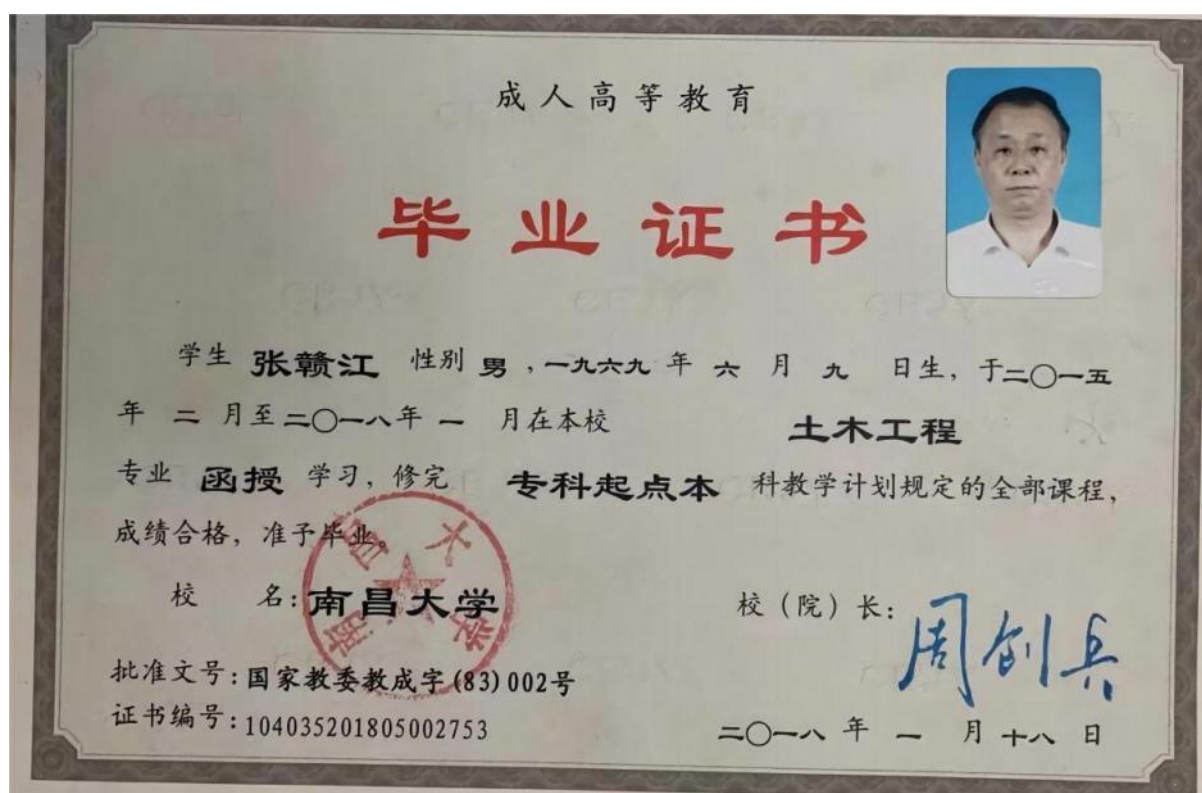 成人高等教育
毕业证书
学生 张赣江 性别 男，一九六九 年 六 月 九 日生，于二〇一五
年 二 月至二〇一八年 一 月在本校 土木工程
专业 函授 学习，修完 专科起点本 科教学计划规定的全部课程，
成绩合格，准予毕业。
南昌大学
校 名：南昌大学
校（院）长：周创兵
批准文号：国家教委教成字(83)002号
证书编号：104035201805002753
二〇一八 年 一 月 十八 日